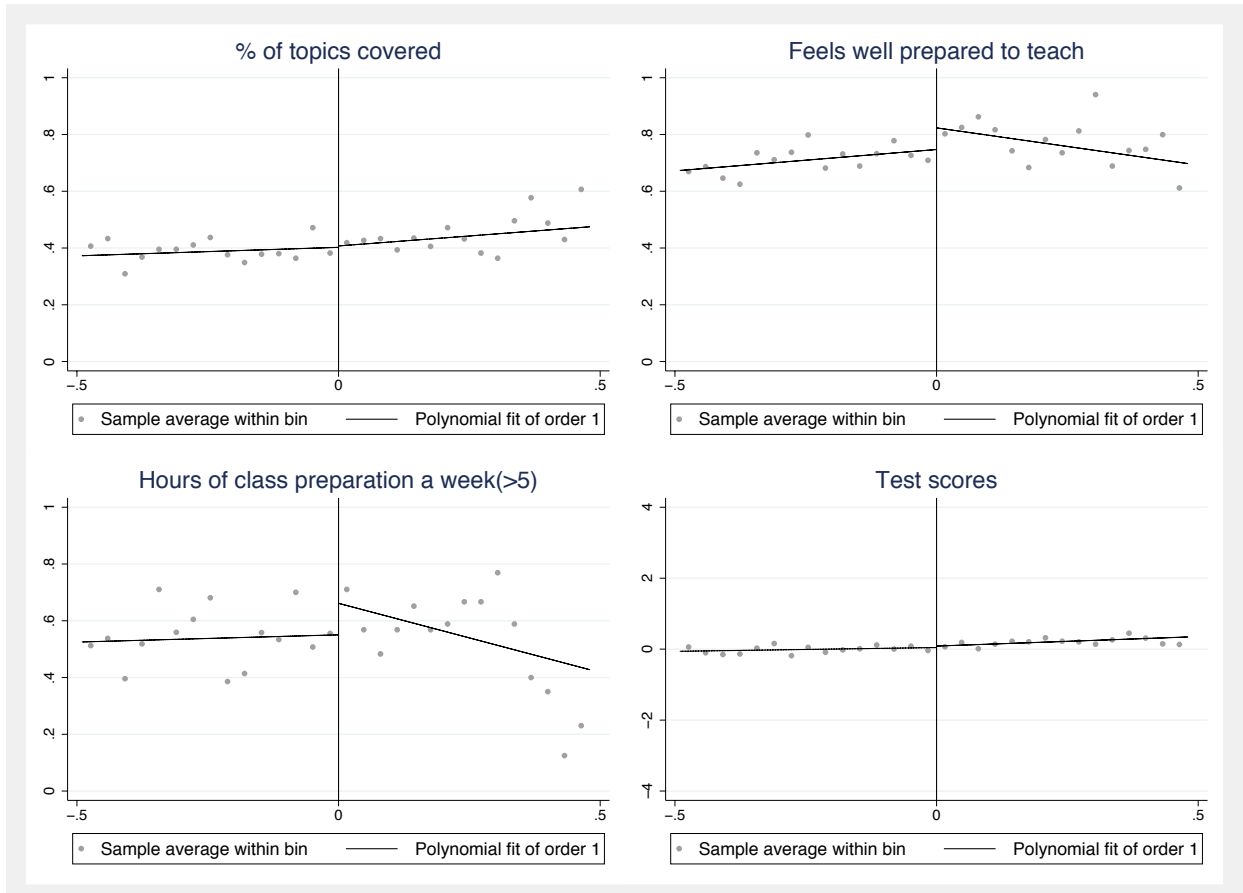 % of topics covered
1
.8
.6
.4
.2
0
−.5 0 .5
Sample average within bin Polynomial fit of order 1
Feels well prepared to teach
1
.8
.6
.4
.2
0
−.5 0 .5
Sample average within bin Polynomial fit of order 1
Hours of class preparation a week(>5)
1
.8
.6
.4
.2
0
−.5 0 .5
Sample average within bin Polynomial fit of order 1
Test scores
4
2
0
−2
−4
−.5 0 .5
Sample average within bin Polynomial fit of order 1